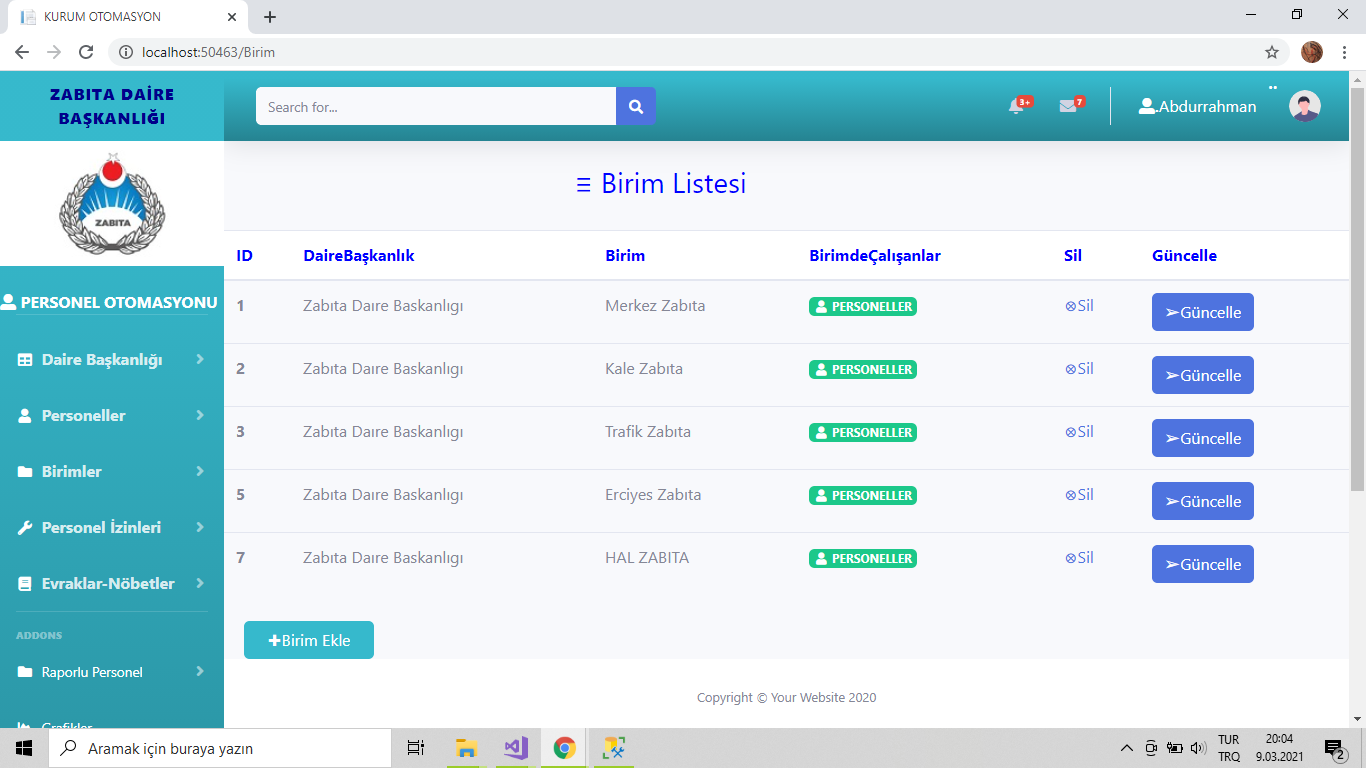 KURUM OTOMASYON
localhost:50463/Birim
ZABITA DAİRE
BAŞKANLIĞI
Search for...
3+
7
Abdurrahman
ZABITA
Birim Listesi
ID DaireBaşkanlık Birim BirimdeÇalışanlar Sil Güncelle
1 Zabıta Daıre Baskanlıgı Merkez Zabıta PERSONELLER Sil Güncelle
2 Zabıta Daıre Baskanlıgı Kale Zabıta PERSONELLER Sil Güncelle
3 Zabıta Daıre Baskanlıgı Trafik Zabıta PERSONELLER Sil Güncelle
5 Zabıta Daıre Baskanlıgı Erciyes Zabıta PERSONELLER Sil Güncelle
7 Zabıta Daıre Baskanlıgı HAL ZABITA PERSONELLER Sil Güncelle
Birim Ekle
Copyright © Your Website 2020
PERSONEL OTOMASYONU
Daire Başkanlığı
Personeller
Birimler
Personel İzinleri
Evraklar-Nöbetler
ADDONS
Raporlu Personel
Grafikler
Aramak için buraya yazın
TUR
TRQ
20:04
9.03.2021
2